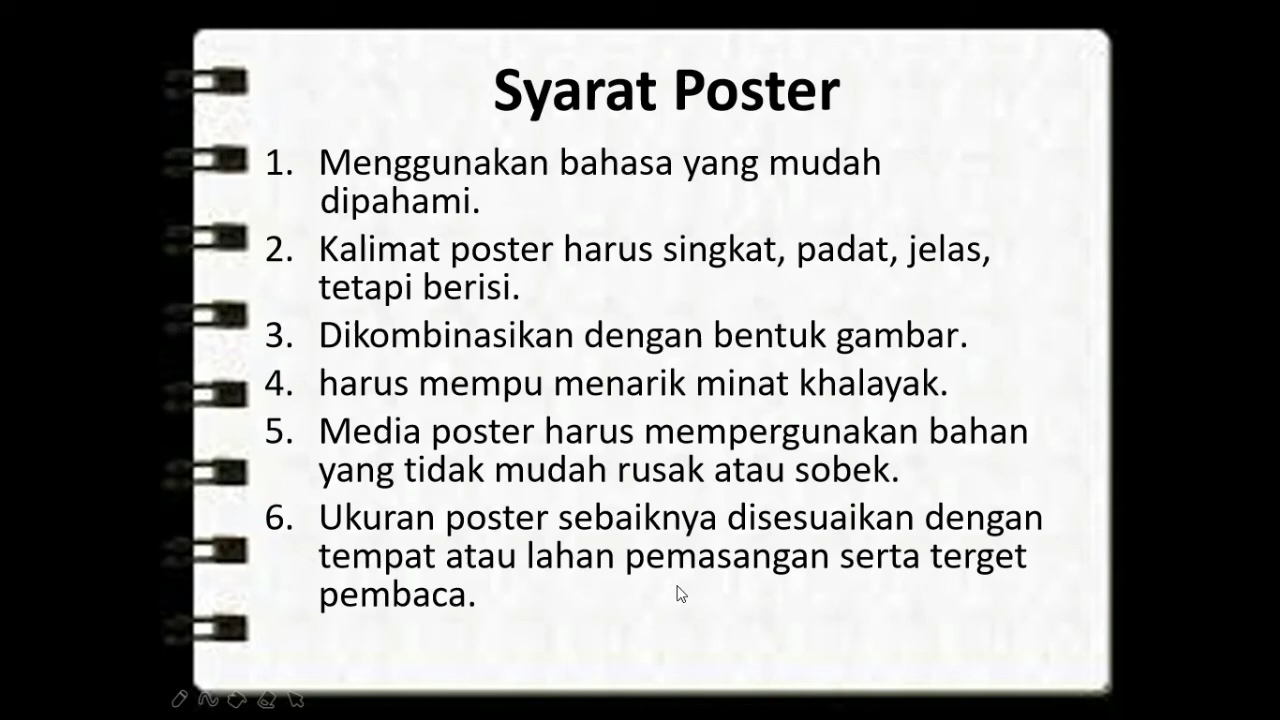 Syarat Poster
1. Menggunakan bahasa yang mudah
dipahami.
2. Kalimat poster harus singkat, padat, jelas,
tetapi berisi.
3. Dikombinasikan dengan bentuk gambar.
4. harus mempu menarik minat khalayak.
5. Media poster harus mempergunakan bahan
yang tidak mudah rusak atau sobek.
6. Ukuran poster sebaiknya disesuaikan dengan
tempat atau lahan pemasangan serta terget
pembaca.